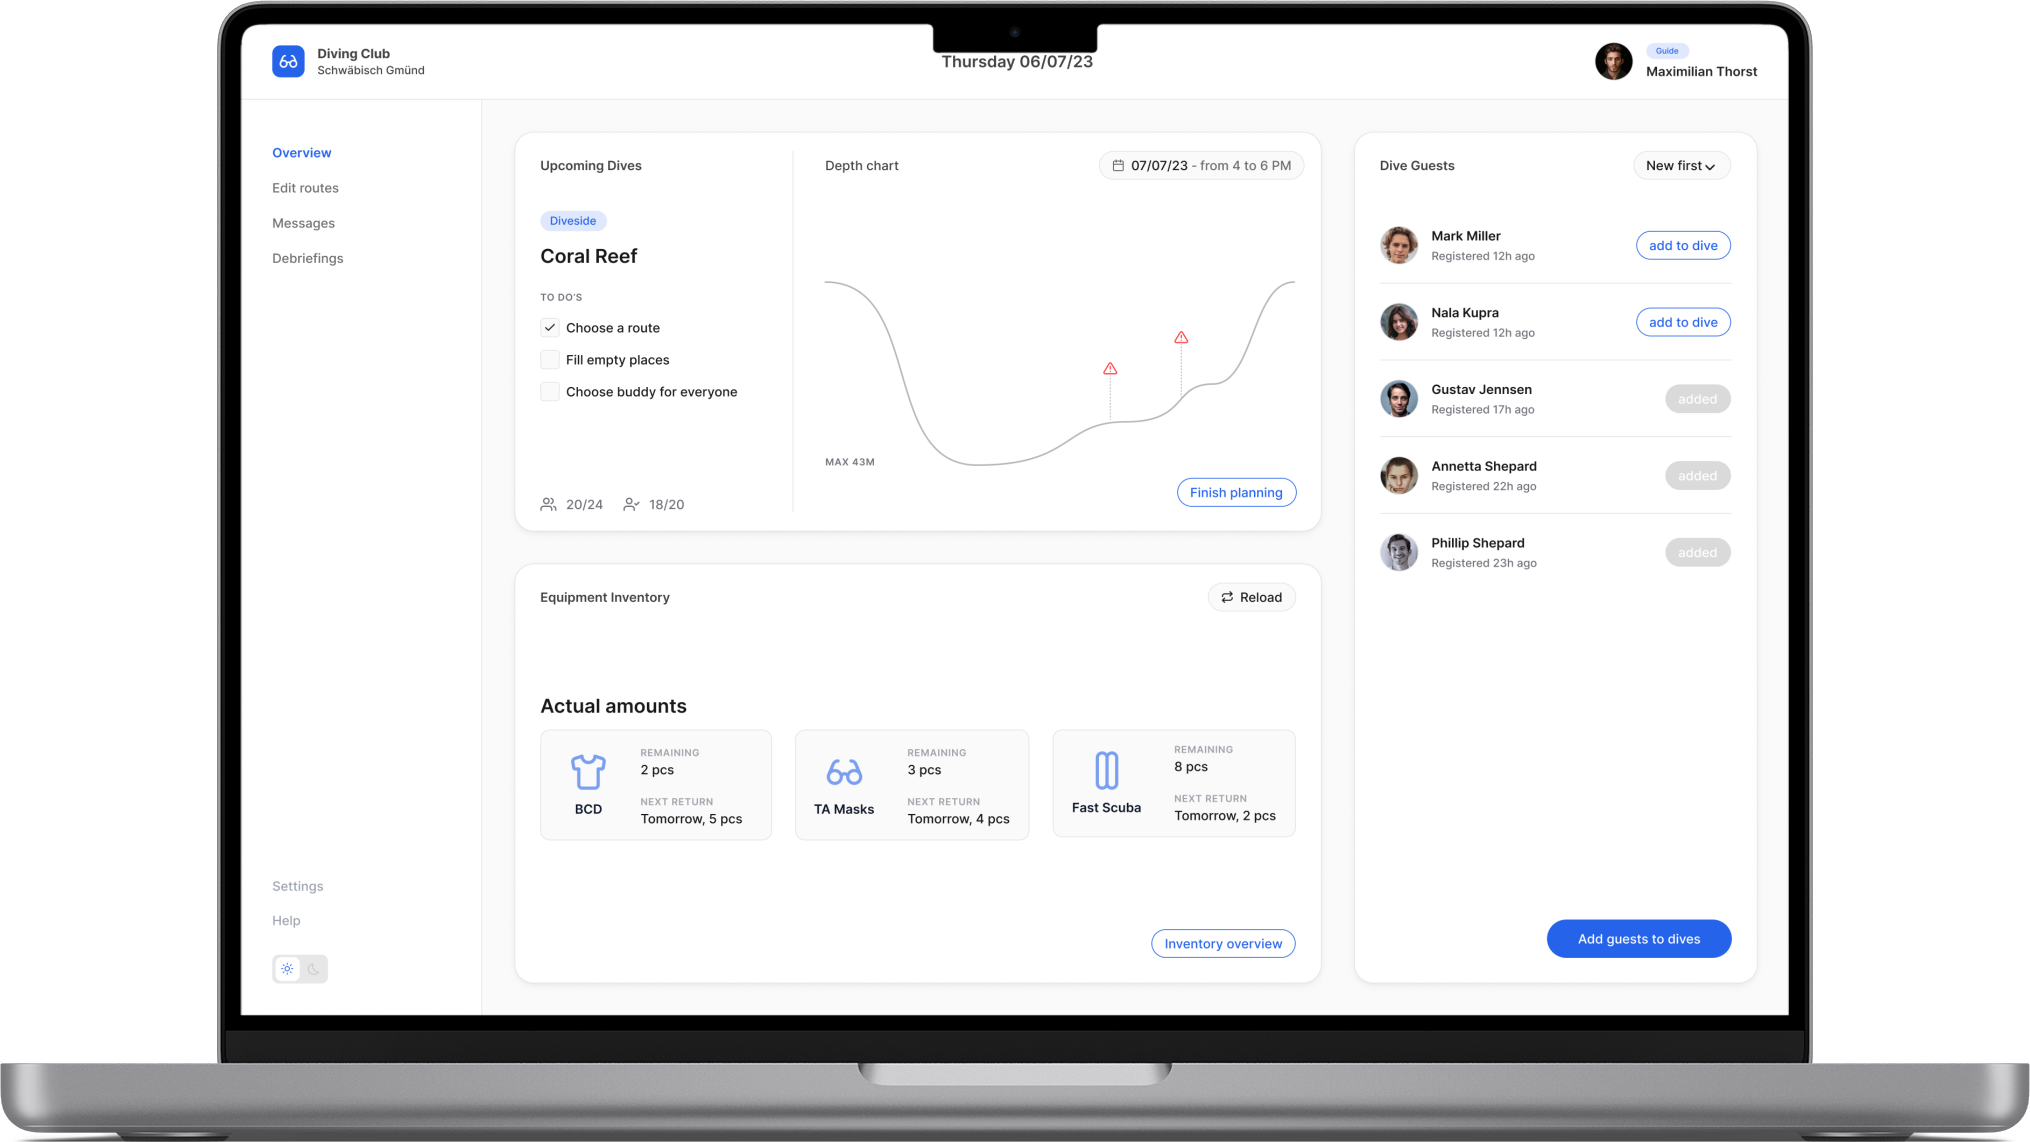 Diving Club
Schwäbisch Gmünd
Thursday 06/07/23
Guide
Maximilian Thorst
Overview
Edit routes
Messages
Debriefings
Settings
Help
Upcoming Dives
Diveside
Coral Reef
TO DO'S
Choose a route
Fill empty places
Choose buddy for everyone
20/24
18/20
Depth chart
07/07/23 - from 4 to 6 PM
MAX 43M
Finish planning
Equipment Inventory
Reload
Actual amounts
BCD
REMAINING
2 pcs
NEXT RETURN
Tomorrow, 5 pcs
TA Masks
REMAINING
3 pcs
NEXT RETURN
Tomorrow, 4 pcs
Fast Scuba
REMAINING
8 pcs
NEXT RETURN
Tomorrow, 2 pcs
Inventory overview
Dive Guests
New first
Mark Miller
Registered 12h ago
add to dive
Nala Kupra
Registered 12h ago
add to dive
Gustav Jennsen
Registered 17h ago
added
Annetta Shepard
Registered 22h ago
added
Phillip Shepard
Registered 23h ago
added
Add guests to dives